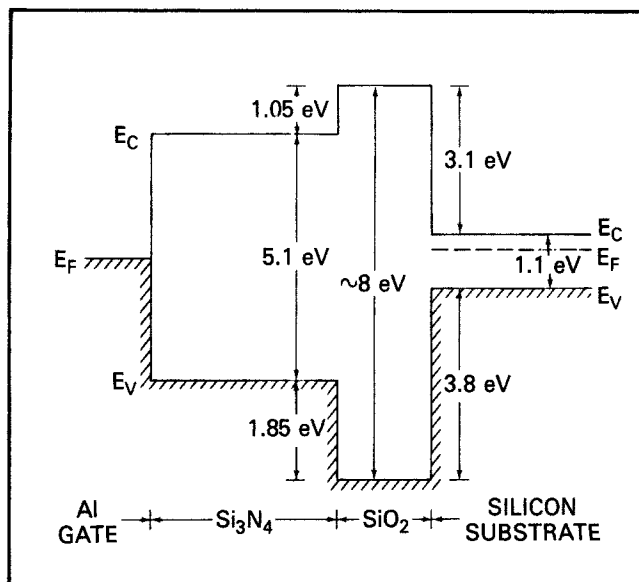 1.05 eV
E_C
3.1 eV
E_C
E_F
5.1 eV
~8 eV
E_F
1.1 eV
E_V
E_V
3.8 eV
1.85 eV
Al
GATE
Si₃N₄
SiO₂
SILICON
SUBSTRATE